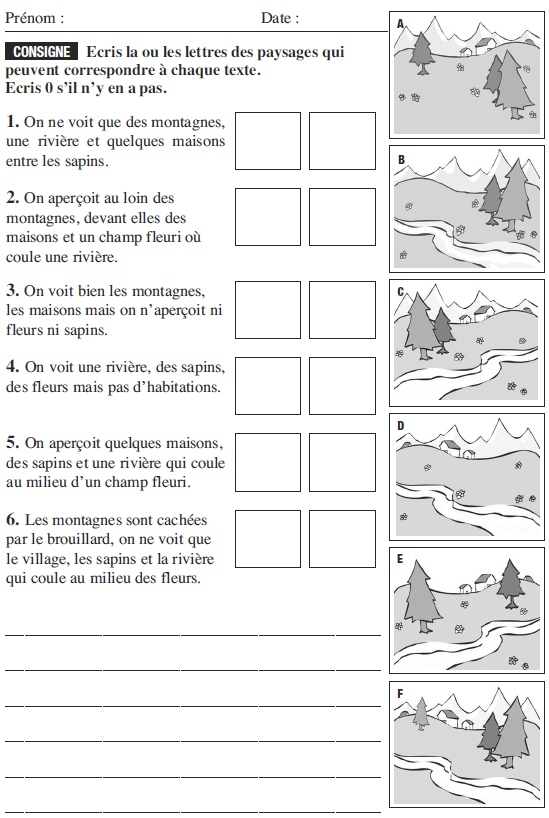 Prénom : Date :
CONSIGNE Ecris la ou les lettres des paysages qui
peuvent correspondre à chaque texte.
Ecris 0 s'il n'y en a pas.
1. On ne voit que des montagnes,
une rivière et quelques maisons
entre les sapins.
2. On aperçoit au loin des
montagnes, devant elles des
maisons et un champ fleuri où
coule une rivière.
3. On voit bien les montagnes,
les maisons mais on n'aperçoit ni
fleurs ni sapins.
4. On voit une rivière, des sapins,
des fleurs mais pas d'habitations.
5. On aperçoit quelques maisons,
des sapins et une rivière qui coule
au milieu d'un champ fleuri.
6. Les montagnes sont cachées
par le brouillard, on ne voit que
le village, les sapins et la rivière
qui coule au milieu des fleurs.
A
B
C
D
E
F